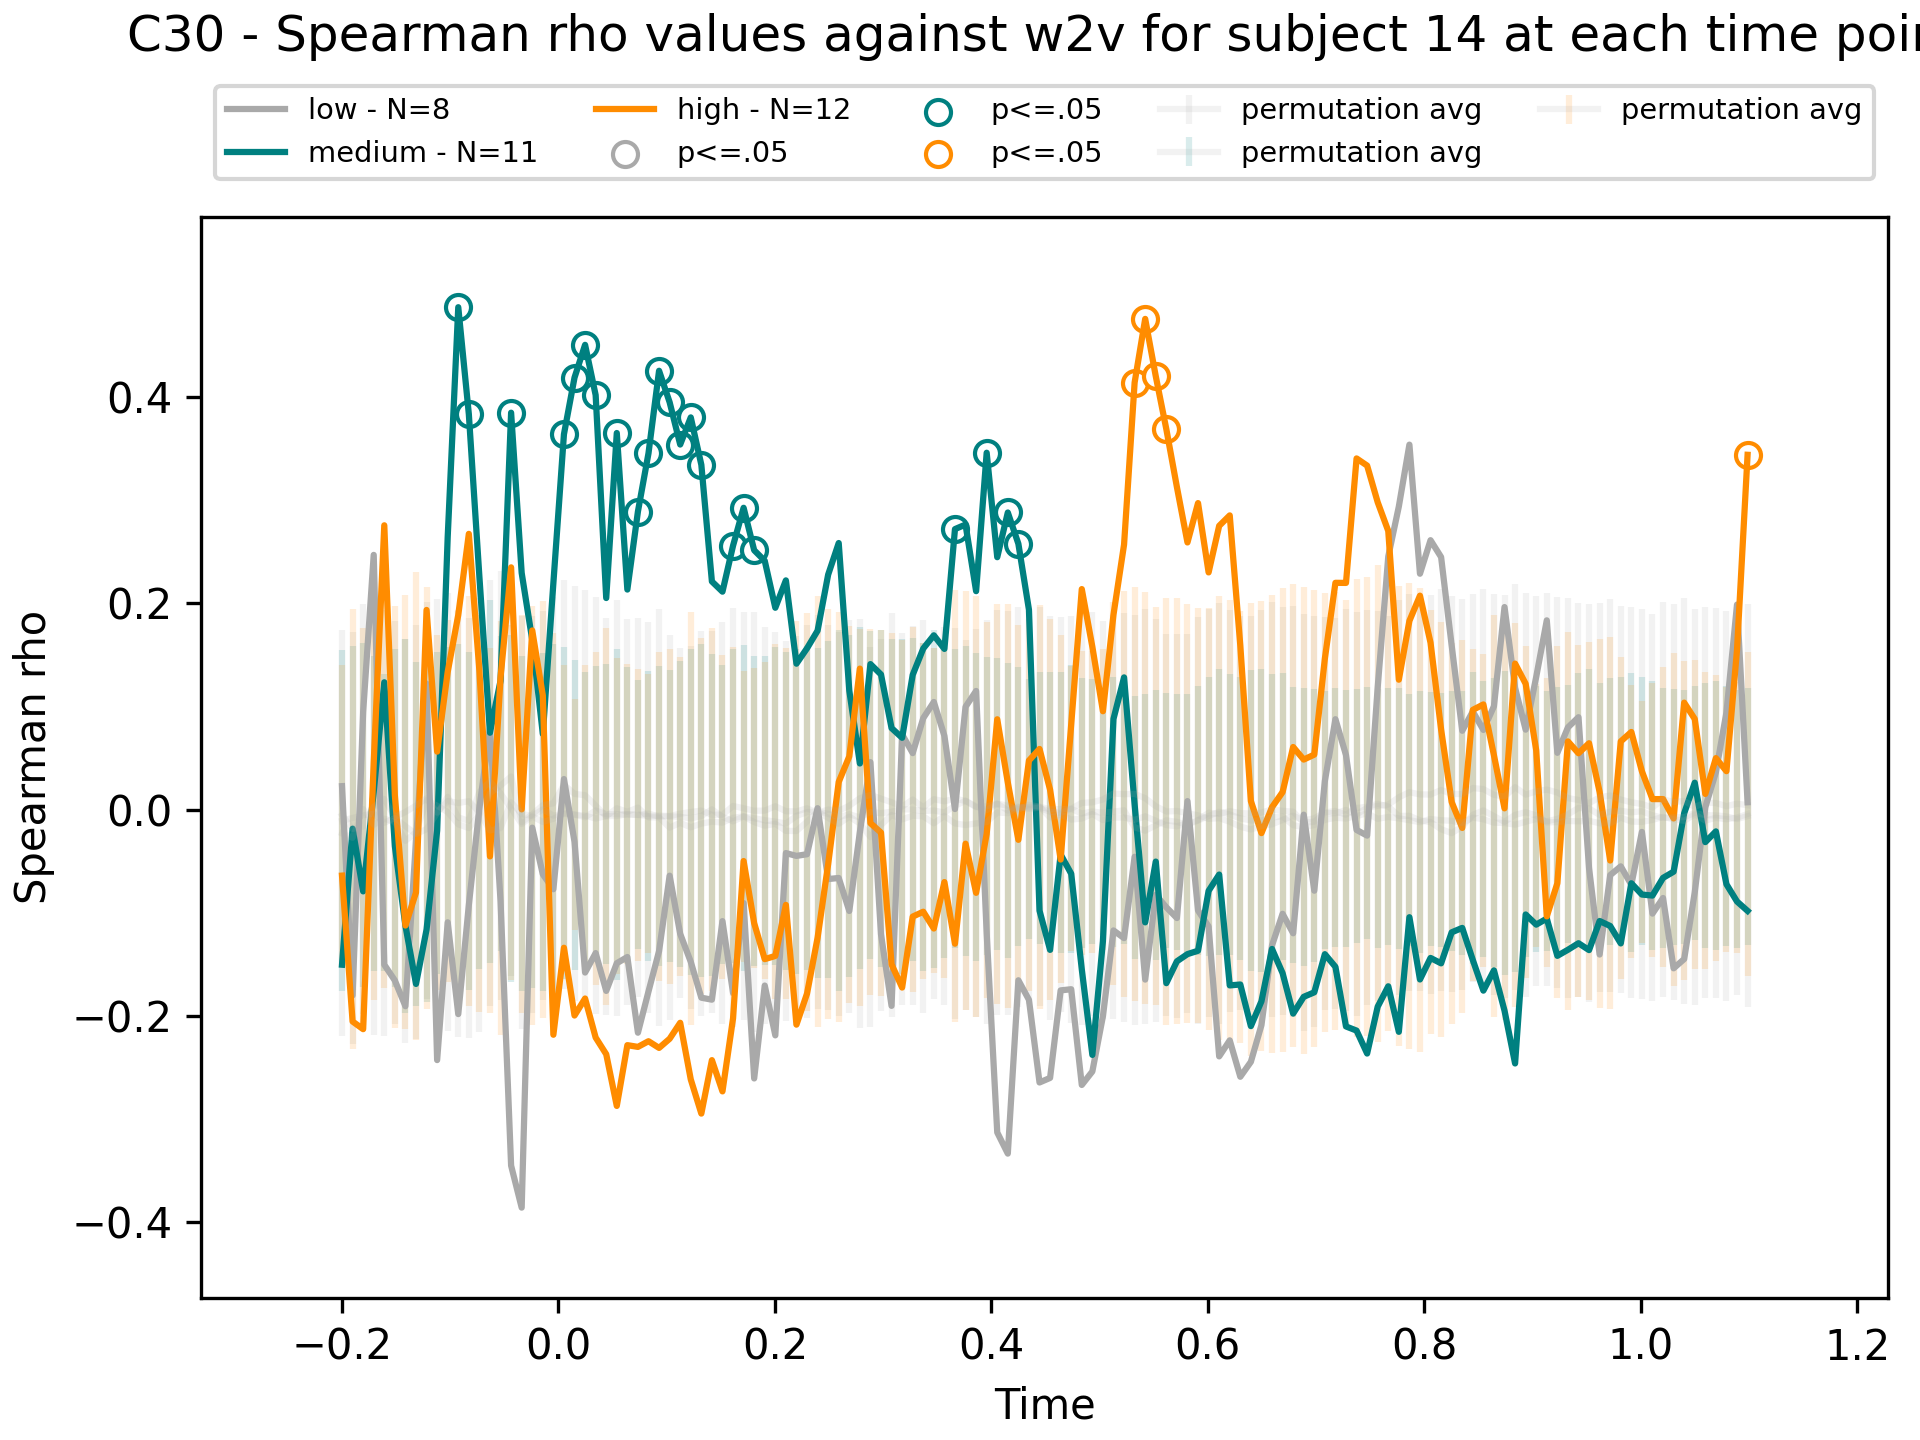 C30 - Spearman rho values against w2v for subject 14 at each time poi
low - N=8
medium - N=11
high - N=12
p<=.05
p<=.05
p<=.05
permutation avg
permutation avg
permutation avg
Spearman rho
0.4
0.2
0.0
−0.2
−0.4
−0.2 0.0 0.2 0.4 0.6 0.8 1.0 1.2
Time